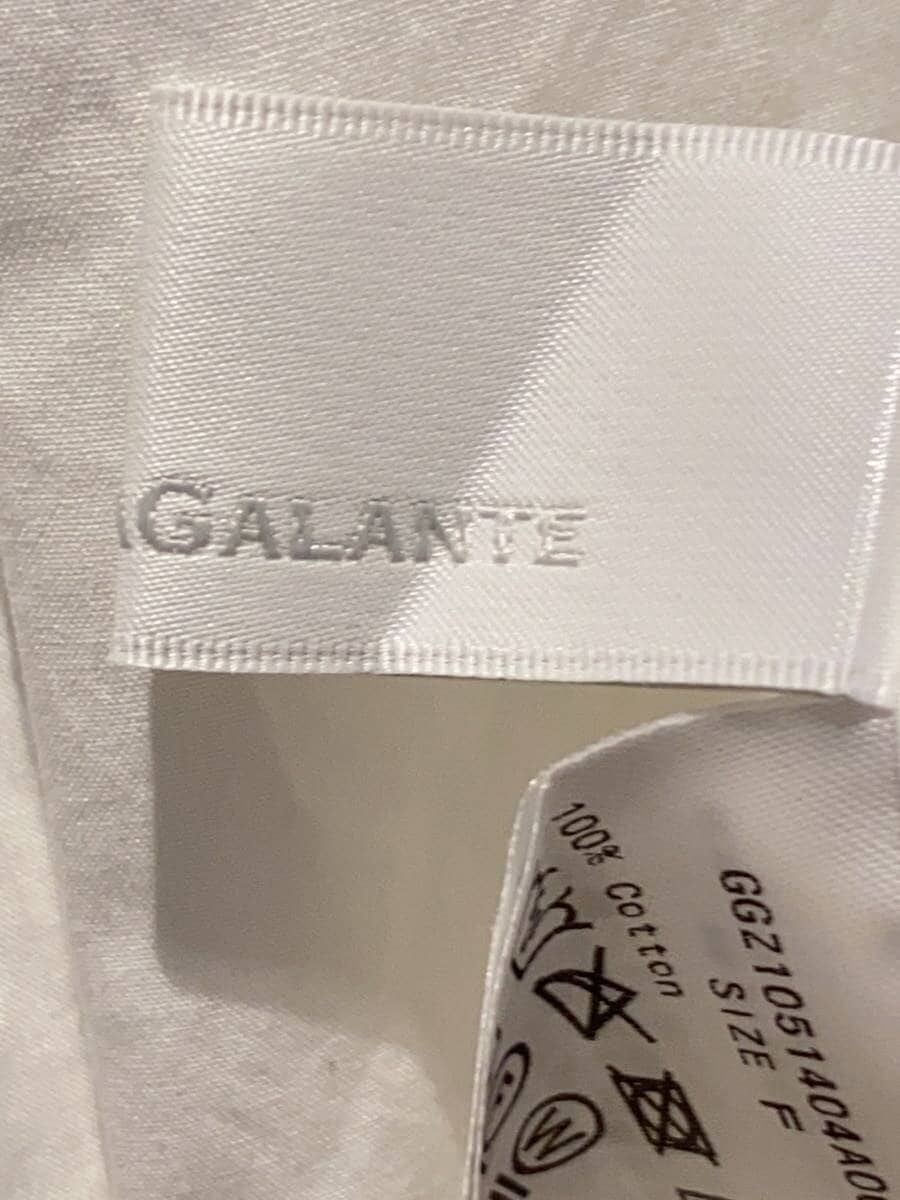 GALANTE
GGZ1051404A0
SIZE F
100% Cotton
W